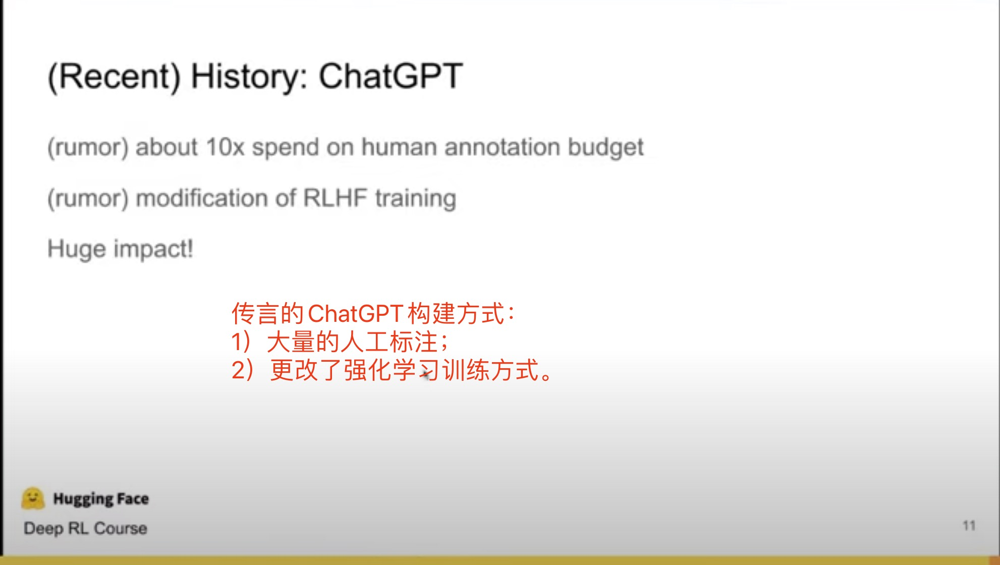 (Recent) History: ChatGPT
(rumor) about 10x spend on human annotation budget
(rumor) modification of RLHF training
Huge impact!
传言的ChatGPT构建方式：
1）大量的人工标注；
2）更改了强化学习训练方式。
Hugging Face
Deep RL Course
11